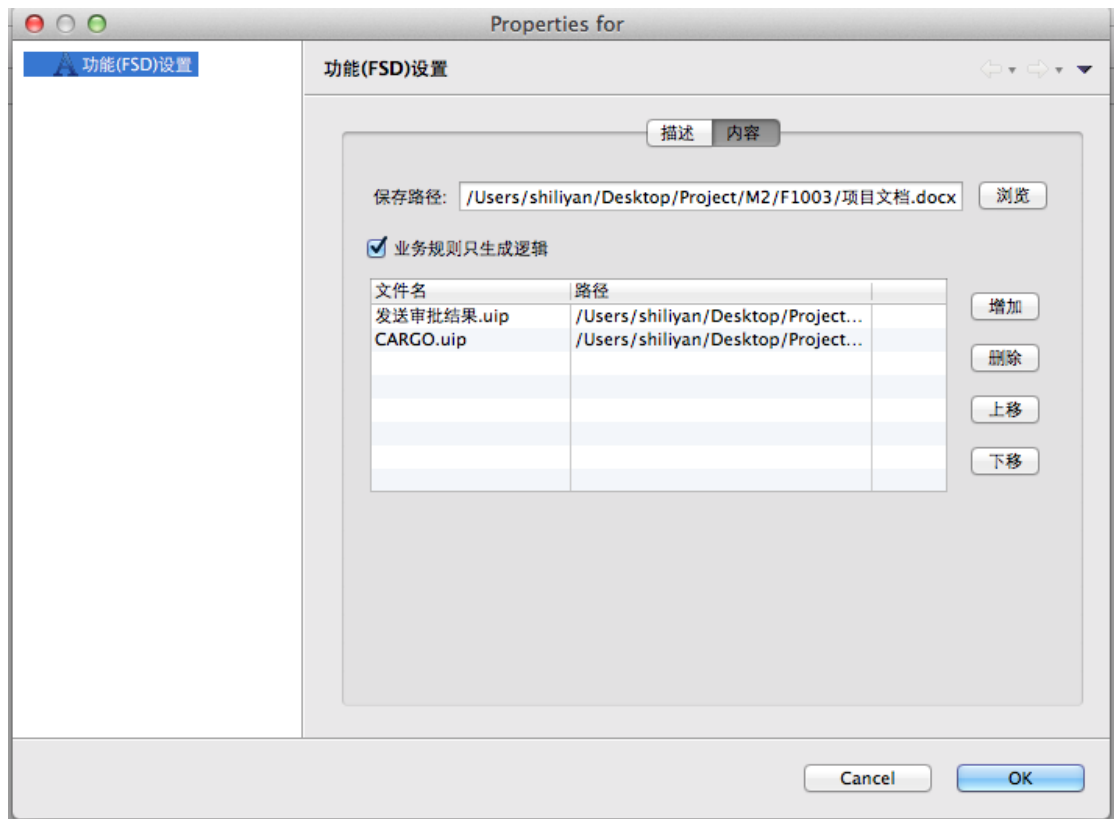 Properties for
功能(FSD)设置
功能(FSD)设置
描述 内容
保存路径: /Users/shiliyan/Desktop/Project/M2/F1003/项目文档.docx 浏览
业务规则只生成逻辑
文件名 路径
发送审批结果.uip /Users/shiliyan/Desktop/Project...
CARGO.uip /Users/shiliyan/Desktop/Project...
增加
删除
上移
下移
Cancel OK